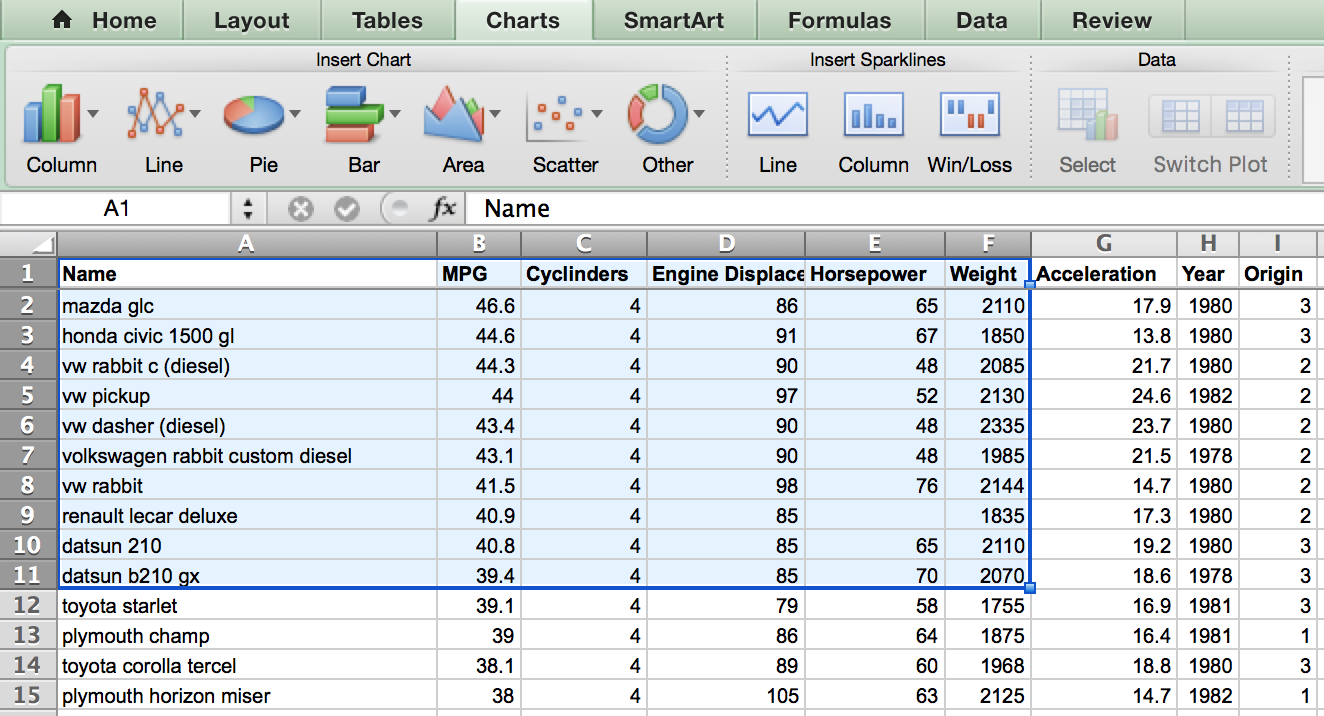 Home Layout Tables Charts SmartArt Formulas Data Review
Insert Chart Insert Sparklines Data
Column Line Pie Bar Area Scatter Other Line Column Win/Loss Select Switch Plot
A1 fx Name
A B C D E F G H I
1 Name MPG Cyclinders Engine Displace Horsepower Weight Acceleration Year Origin
2 mazda glc 46.6 4 86 65 2110 17.9 1980 3
3 honda civic 1500 gl 44.6 4 91 67 1850 13.8 1980 3
4 vw rabbit c (diesel) 44.3 4 90 48 2085 21.7 1980 2
5 vw pickup 44 4 97 52 2130 24.6 1982 2
6 vw dasher (diesel) 43.4 4 90 48 2335 23.7 1980 2
7 volkswagen rabbit custom diesel 43.1 4 90 48 1985 21.5 1978 2
8 vw rabbit 41.5 4 98 76 2144 14.7 1980 2
9 renault lecar deluxe 40.9 4 85 1835 17.3 1980 2
10 datsun 210 40.8 4 85 65 2110 19.2 1980 3
11 datsun b210 gx 39.4 4 85 70 2070 18.6 1978 3
12 toyota starlet 39.1 4 79 58 1755 16.9 1981 3
13 plymouth champ 39 4 86 64 1875 16.4 1981 1
14 toyota corolla tercel 38.1 4 89 60 1968 18.8 1980 3
15 plymouth horizon miser 38 4 105 63 2125 14.7 1982 1